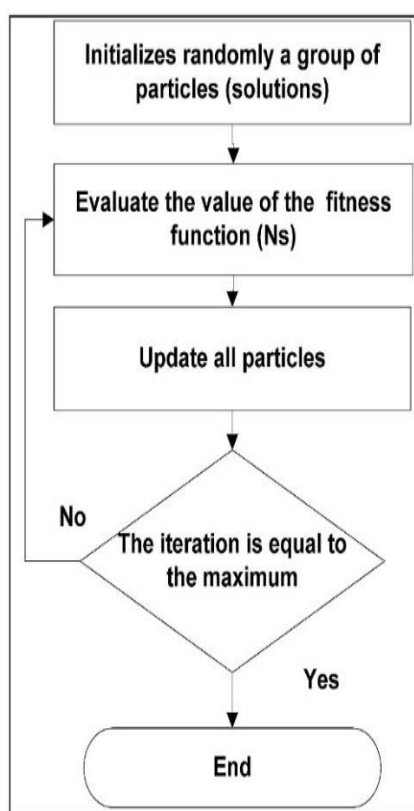 Initializes randomly a group of
particles (solutions)
Evaluate the value of the fitness
function (Ns)
Update all particles
No
The iteration is equal to
the maximum
Yes
End